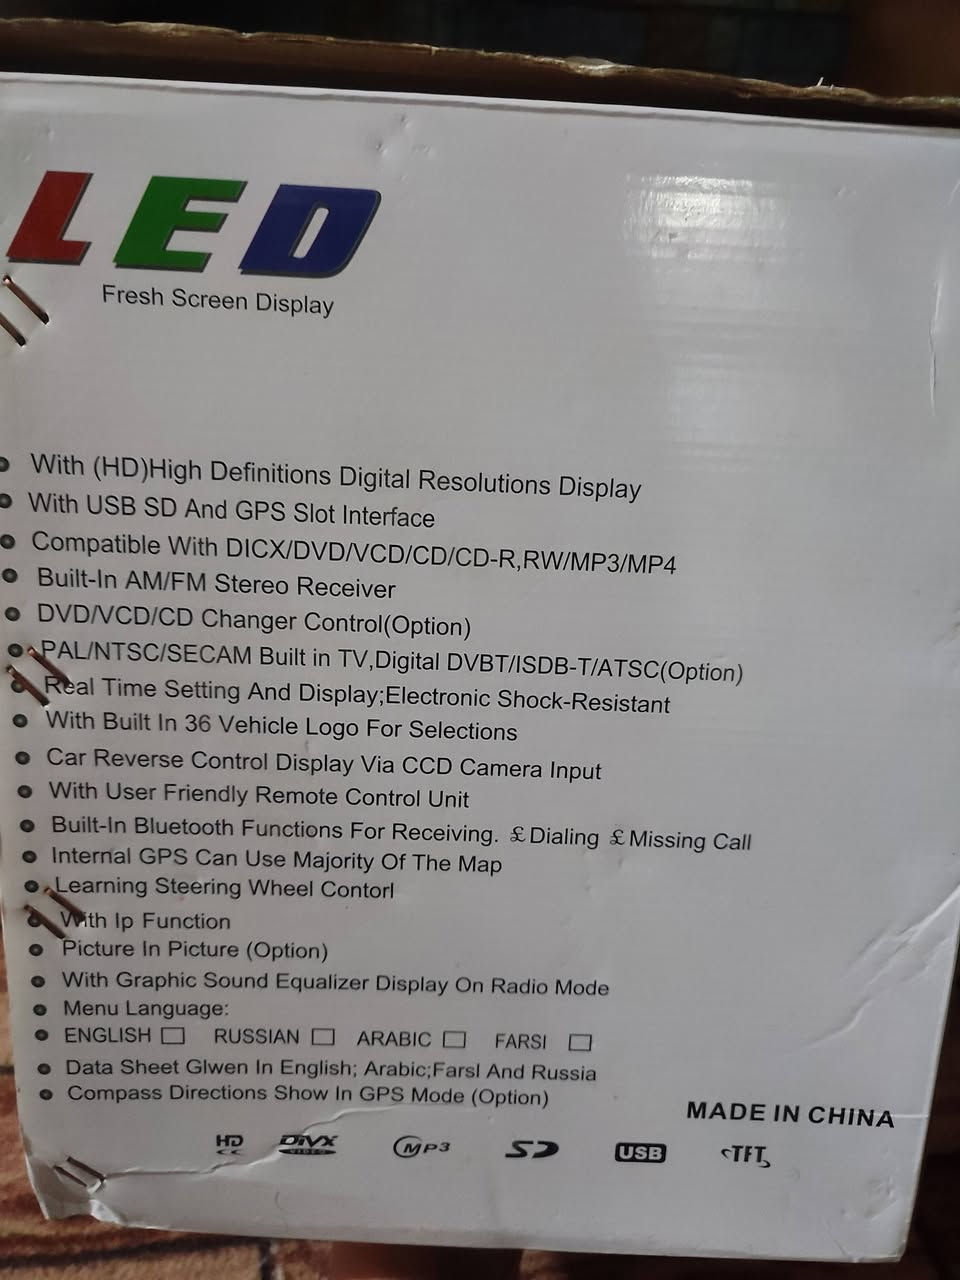 LED
Fresh Screen Display
With (HD)High Definitions Digital Resolutions Display
With USB SD And GPS Slot Interface
Compatible With DICX/DVD/VCD/CD/CD-R,RW/MP3/MP4
Built-In AM/FM Stereo Receiver
DVD/VCD/CD Changer Control(Option)
PAL/NTSC/SECAM Built in TV,Digital DVBT/ISDB-T/ATSC(Option)
Real Time Setting And Display;Electronic Shock-Resistant
With Built In 36 Vehicle Logo For Selections
Car Reverse Control Display Via CCD Camera Input
With User Friendly Remote Control Unit
Built-In Bluetooth Functions For Receiving. £Dialing £Missing Call
Internal GPS Can Use Majority Of The Map
Learning Steering Wheel Contorl
With Ip Function
Picture In Picture (Option)
With Graphic Sound Equalizer Display On Radio Mode
Menu Language:
ENGLISH RUSSIAN ARABIC FARSI
Data Sheet Glwen In English; Arabic;Farsl And Russia
Compass Directions Show In GPS Mode (Option)
MADE IN CHINA
HD CC DiVX VIDEO MP3 SD USB TFT